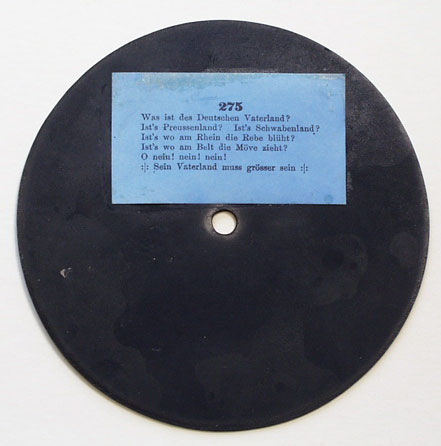 275
Was ist des Deutschen Vaterland?
Ist's Preussenland? Ist's Schwabenland?
Ist's wo am Rhein die Rebe blüht?
Ist's wo am Belt die Möve zieht?
O nein! nein! nein!
:|: Sein Vaterland muss grösser sein :|: